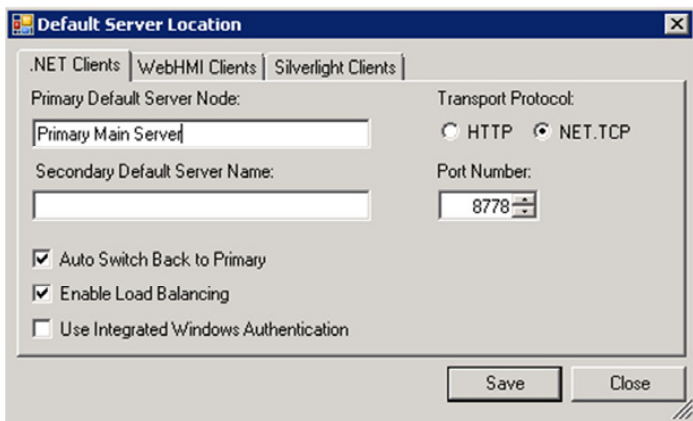 Default Server Location
.NET Clients WebHMI Clients Silverlight Clients
Primary Default Server Node: Transport Protocol:
Primary Main Server HTTP NET.TCP
Secondary Default Server Name: Port Number:
8778
Auto Switch Back to Primary
Enable Load Balancing
Use Integrated Windows Authentication
Save Close